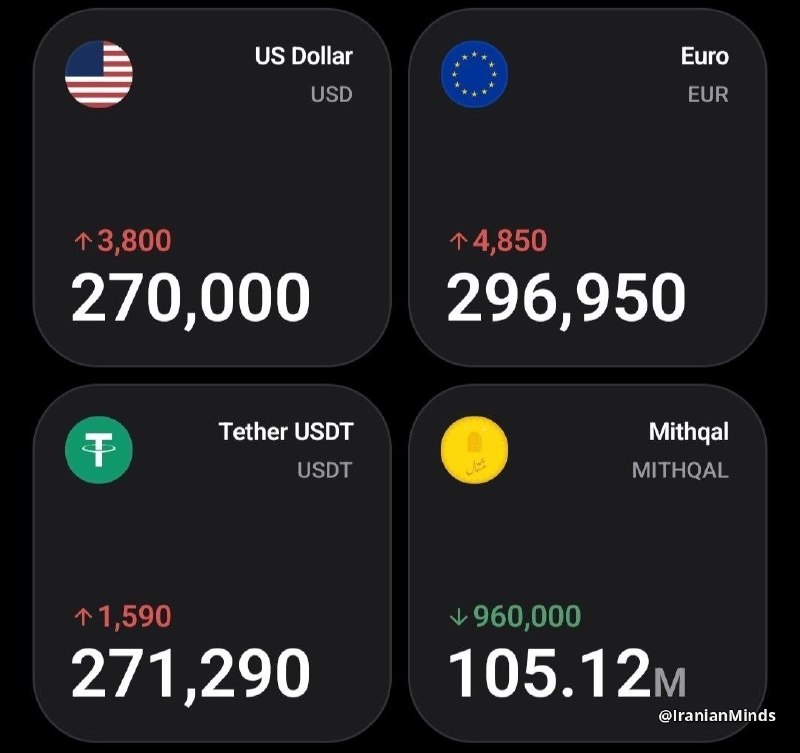 US Dollar
USD
↑3,800
270,000
Euro
EUR
↑4,850
296,950
T
Tether USDT
USDT
↑1,590
271,290
مثقال
Mithqal
MITHQAL
↓960,000
105.12M
@IranianMinds